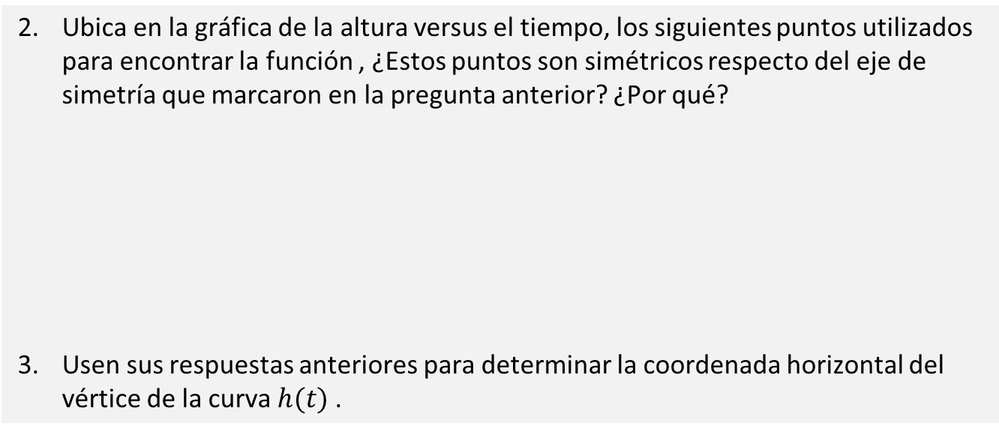 2. Ubica en la gráfica de la altura versus el tiempo, los siguientes puntos utilizados
para encontrar la función , ¿Estos puntos son simétricos respecto del eje de
simetría que marcaron en la pregunta anterior? ¿Por qué?
3. Usen sus respuestas anteriores para determinar la coordenada horizontal del
vértice de la curva h(t) .